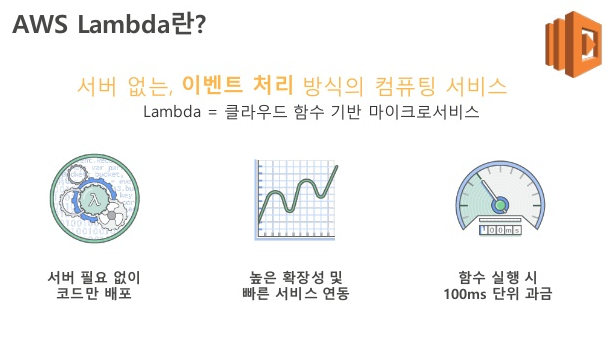 AWS Lambda란?
서버 없는, 이벤트 처리 방식의 컴퓨팅 서비스
Lambda = 클라우드 함수 기반 마이크로서비스
λ
100ms
서버 필요 없이
코드만 배포
높은 확장성 및
빠른 서비스 연동
함수 실행 시
100ms 단위 과금